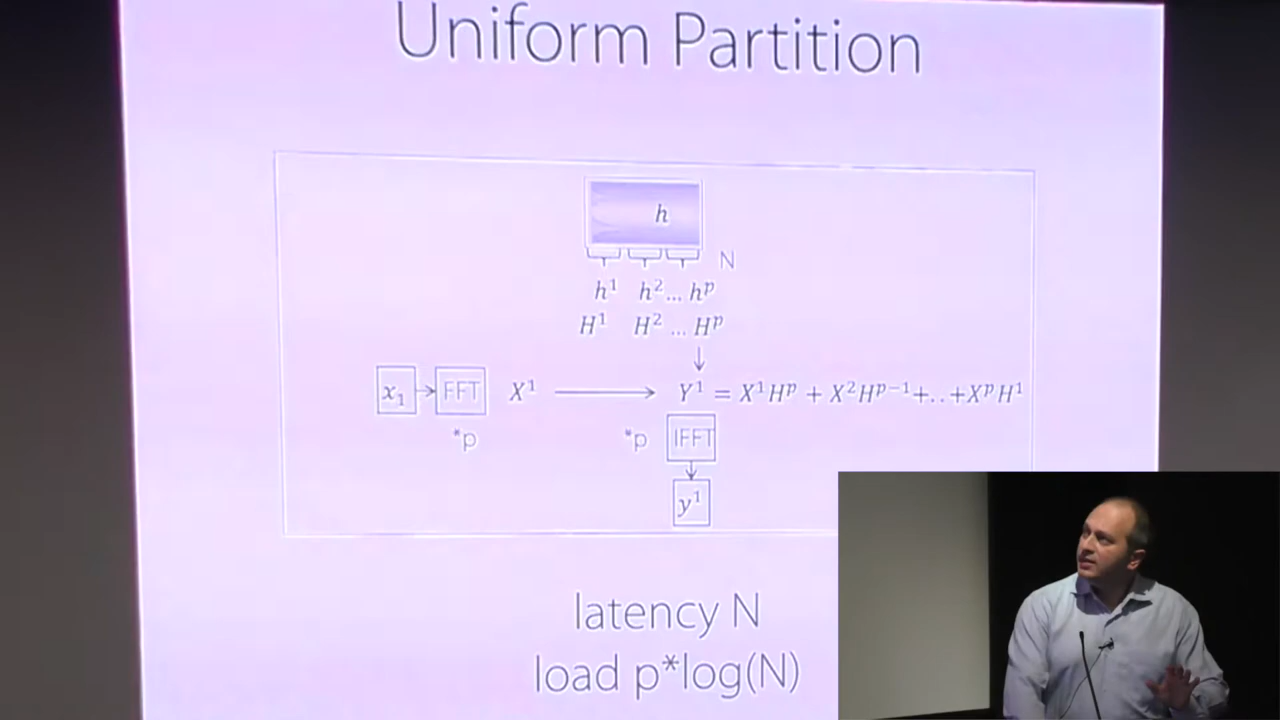 Uniform Partition
h
N
h¹ h² ... hᵖ
H¹ H² ... Hᵖ
x₁ FFT X¹ Y¹ = X¹Hᵖ + X²Hᵖ⁻¹+..+XᵖH¹
*p *p IFFT
y¹
latency N
load p*log(N)